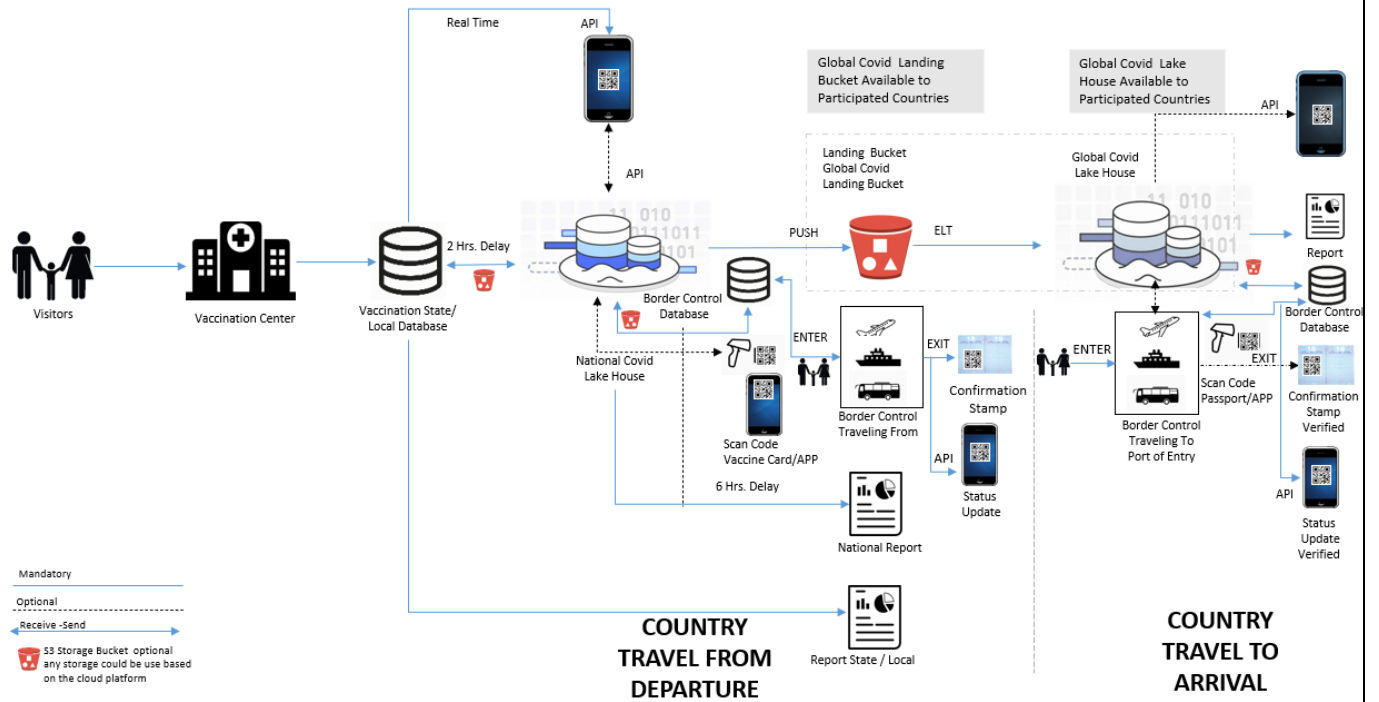 Real Time
API
Global Covid Landing
Bucket Available to
Participated Countries
Global Covid Lake
House Available to
Participated Countries
API
API
Landing Bucket
Global Covid
Landing Bucket
Global Covid
Lake House
11 010
0111011
0101
11 010
0111011
0101
2 Hrs. Delay
PUSH
ELT
Report
Visitors
Vaccination Center
Vaccination State/
Local Database
Border Control
Database
Border Control
Database
National Covid
Lake House
ENTER
EXIT
Confirmation
Stamp
ENTER
EXIT
Scan Code
Passport/APP
Confirmation
Stamp
Verified
Border Control
Traveling From
Border Control
Traveling To
Port of Entry
Scan Code
Vaccine Card/APP
API
Status
Update
6 Hrs. Delay
API
Status
Update
Verified
National Report
Mandatory
Optional
Receive -Send
S3 Storage Bucket optional
any storage could be use based
on the cloud platform
Report State / Local
COUNTRY
TRAVEL FROM
DEPARTURE
COUNTRY
TRAVEL TO
ARRIVAL